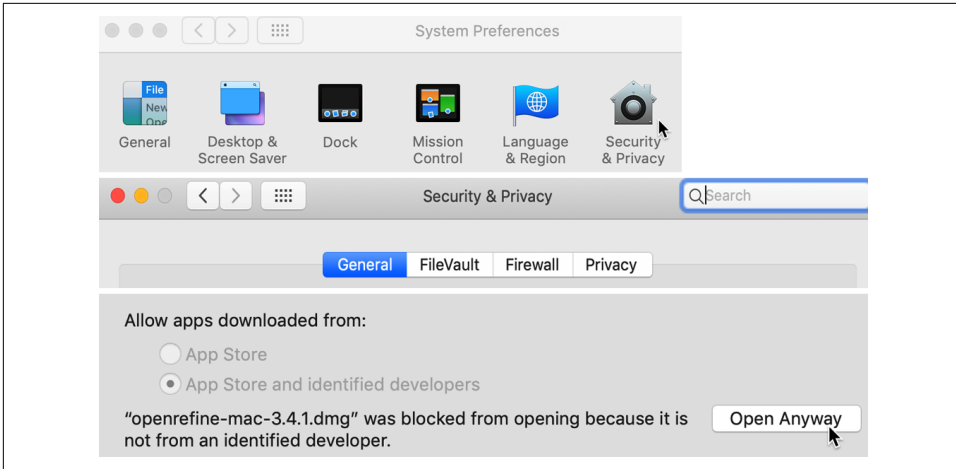 System Preferences
File
New
Ope
General
Desktop &
Screen Saver
Dock
Mission
Control
Language
& Region
Security
& Privacy
Security & Privacy
Search
General
FileVault
Firewall
Privacy
Allow apps downloaded from:
App Store
App Store and identified developers
“openrefine-mac-3.4.1.dmg” was blocked from opening because it is
not from an identified developer.
Open Anyway